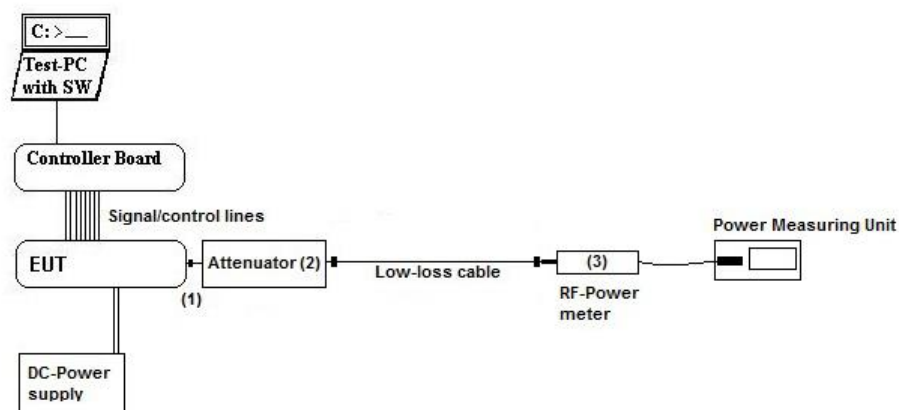 C:>__
Test-PC
with SW
Controller Board
Signal/control lines
Power Measuring Unit
EUT
Attenuator (2)
(3)
Low-loss cable
(1)
RF-Power
meter
DC-Power
supply